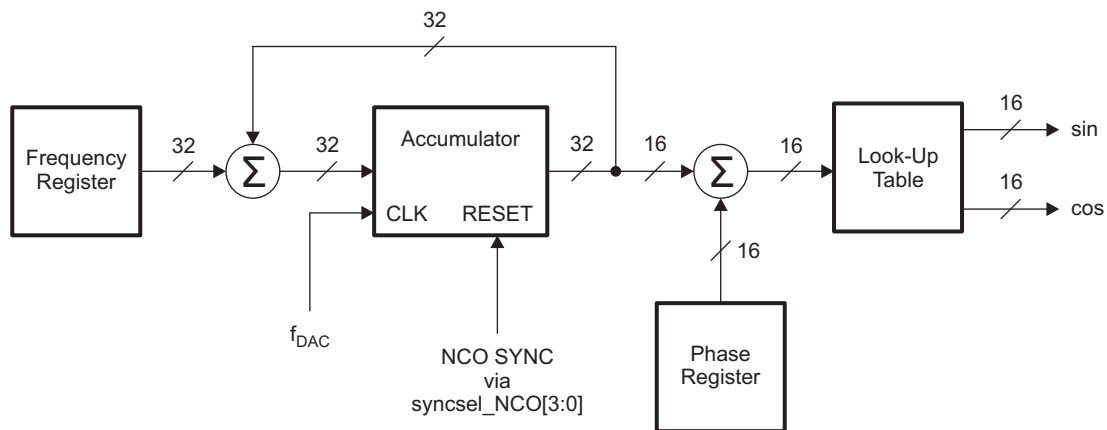 32
Frequency
Register
32
Σ
32
Accumulator
CLK
RESET
32
16
Σ
16
Look-Up
Table
16
sin
16
cos
16
f_DAC
NCO SYNC
via
syncsel_NCO[3:0]
Phase
Register